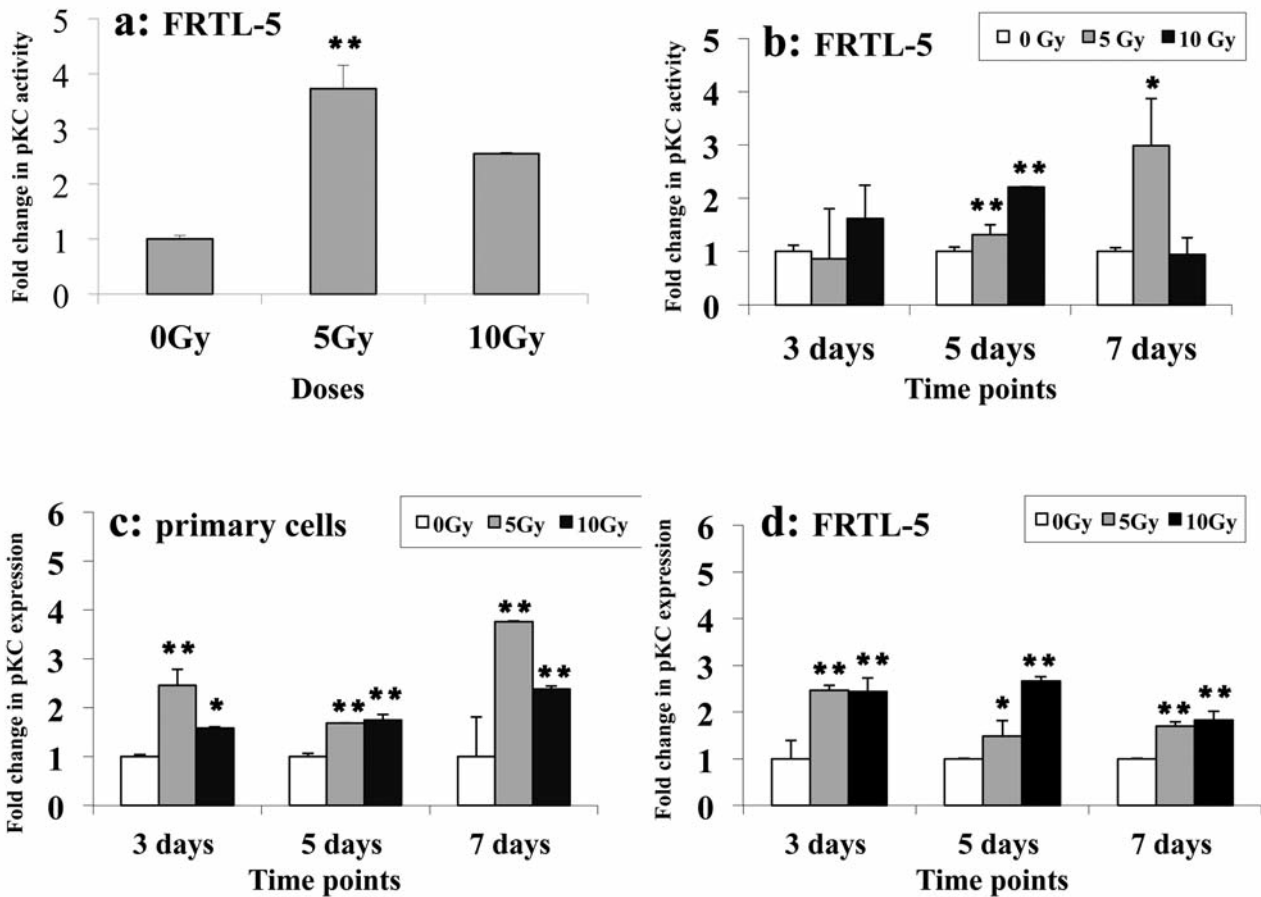 a: FRTL-5
**
Fold change in pKC activity
5
4
3
2
1
0
0Gy 5Gy 10Gy
Doses
b: FRTL-5
0 Gy 5 Gy 10 Gy
Fold change in pKC activity
5
4
3
2
1
0
** ** *
3 days 5 days 7 days
Time points
c: primary cells
0Gy 5Gy 10Gy
Fold change in pKC expression
6
5
4
3
2
1
0
** * ** ** ** **
3 days 5 days 7 days
Time points
d: FRTL-5
0Gy 5Gy 10Gy
Fold change in pKC expression
6
5
4
3
2
1
0
** ** * ** ** **
3 days 5 days 7 days
Time points